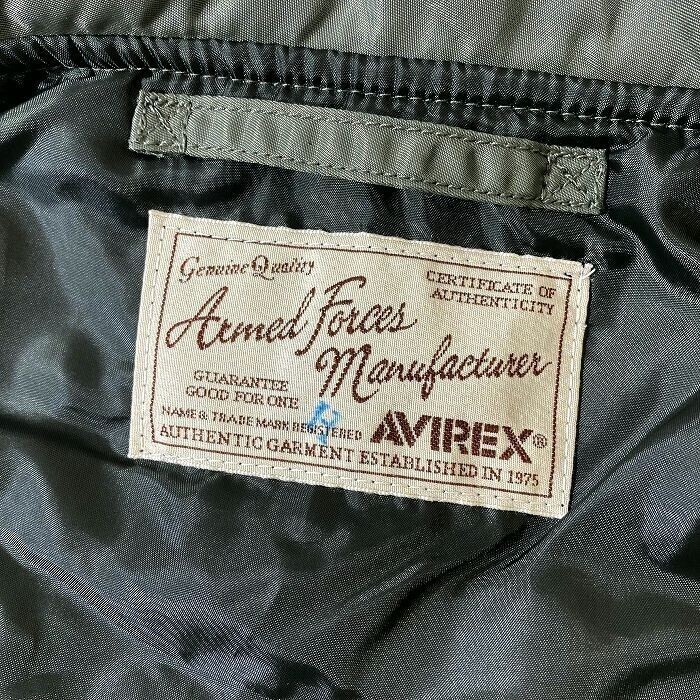 Genuine Quality
CERTIFICATE OF
AUTHENTICITY
Armed Forces
Manufacturer
GUARANTEE
GOOD FOR ONE
NAME & TRADE MARK REGISTERED
AVIREX®
AUTHENTIC GARMENT ESTABLISHED IN 1975